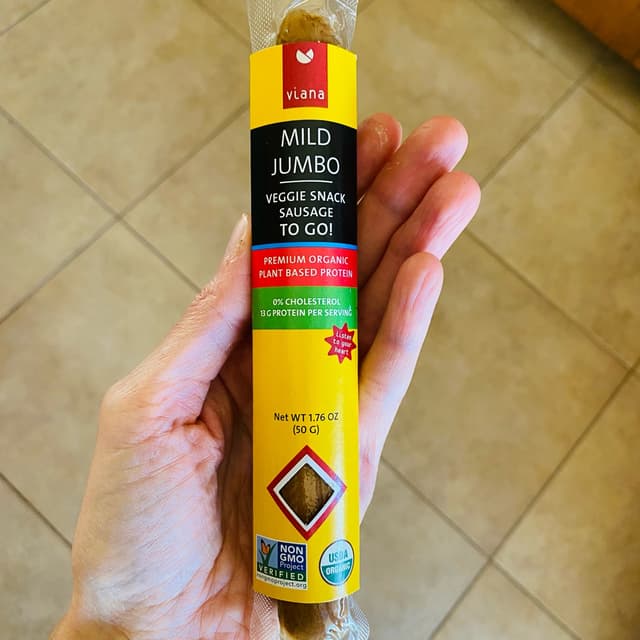 viana
MILD
JUMBO
VEGGIE SNACK
SAUSAGE
TO GO!
PREMIUM ORGANIC
PLANT BASED PROTEIN
0% CHOLESTEROL
13 G PROTEIN PER SERVING
Listen
to your
heart
Net WT 1.76 OZ
(50 G)
NON
GMO
Project
VERIFIED
nongmoproject.org
USDA
ORGANIC